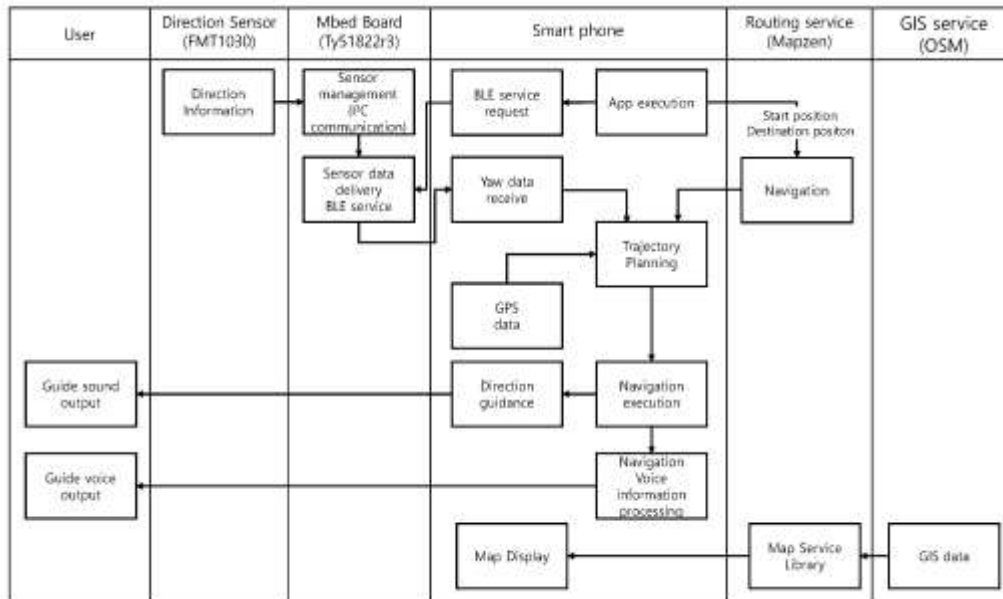 User
Direction Sensor
(FMT1030)
Mbed Board
(Ty51822r3)
Smart phone
Routing service
(Mapzen)
GIS service
(OSM)
Direction
Information
Sensor
management
(IPC
communication)
BLE service
request
App execution
Start position
Destination positon
Sensor data
delivery
BLE service
Yaw data
receive
Navigation
Trajectory
Planning
GPS
data
Guide sound
output
Direction
guidance
Navigation
execution
Guide voice
output
Navigation
Voice
information
processing
Map Display
Map Service
Library
GIS data